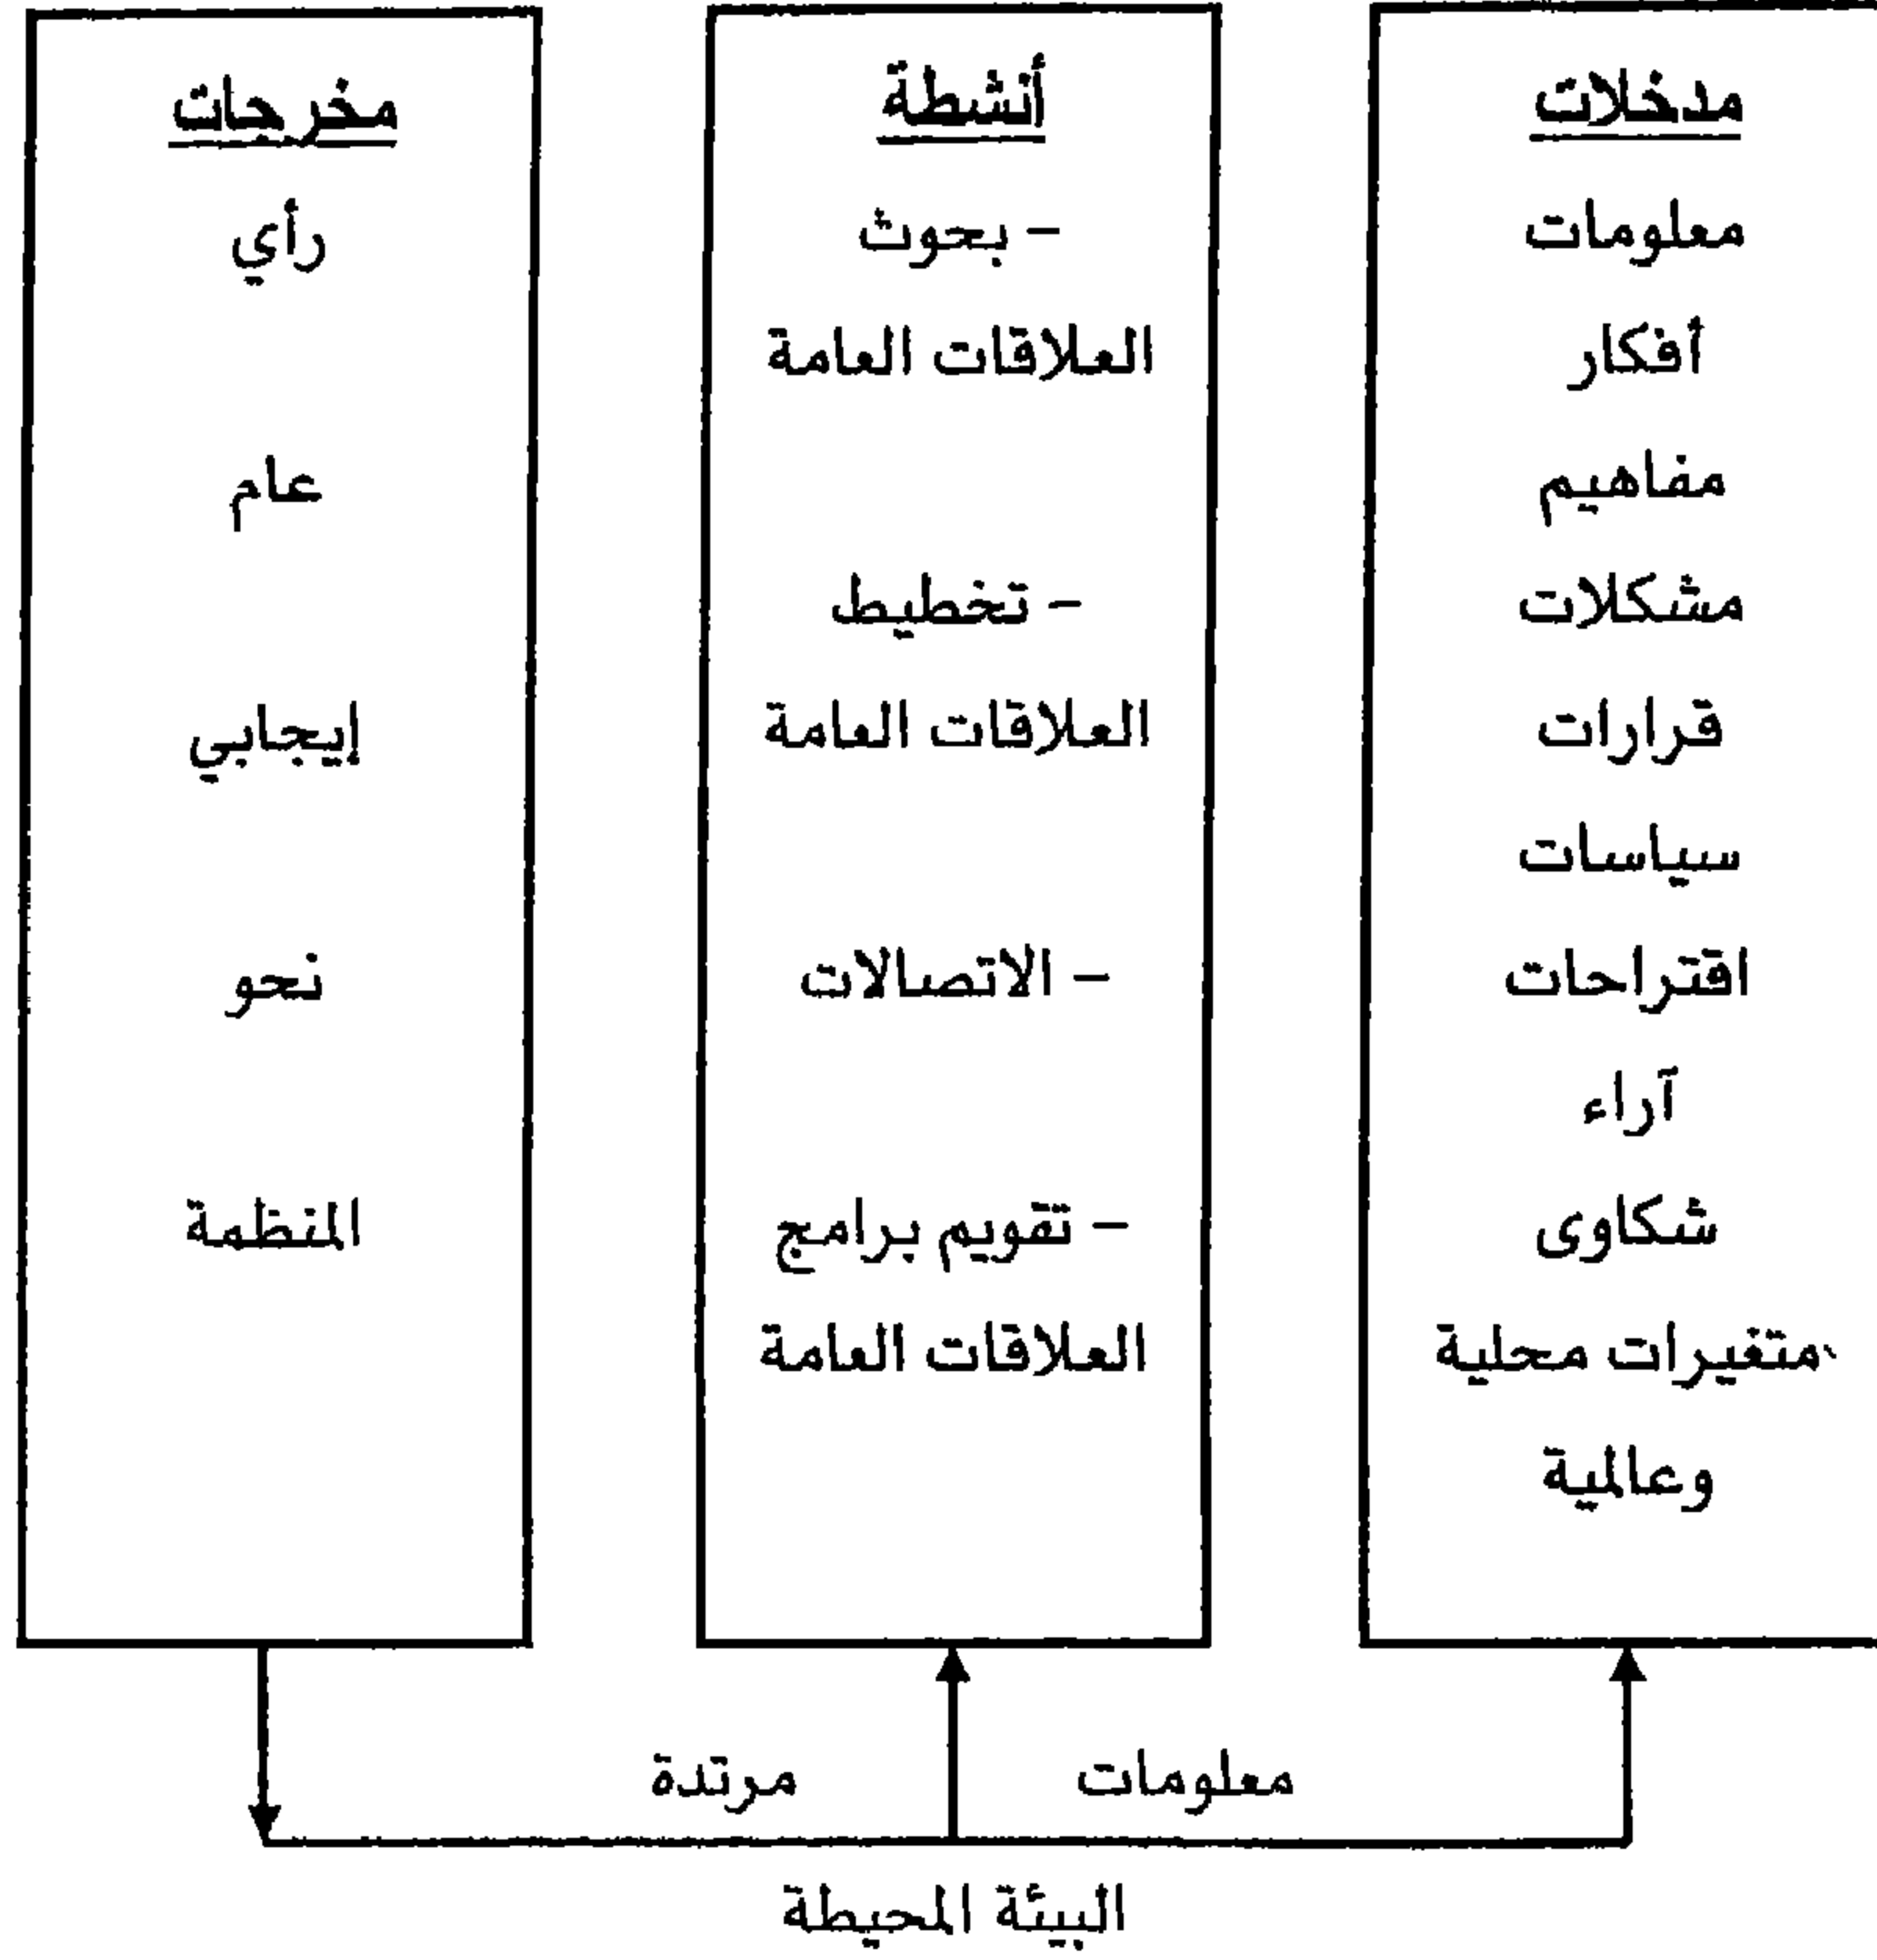 مدخلات
معلومات
أفكار
مفاهيم
مشكلات
قرارات
سياسات
اقتراحات
آراء
شكاوى
متغيرات محلية
وعالمية
أنشطة
- بحوث
العلاقات العامة
- تخطيط
العلاقات العامة
- الاتصالات
- تقويم برامج
العلاقات العامة
مخرجات
رأي
عام
إيجابي
نحو
المنظمة
معلومات مرتدة
البيئة المحيطة